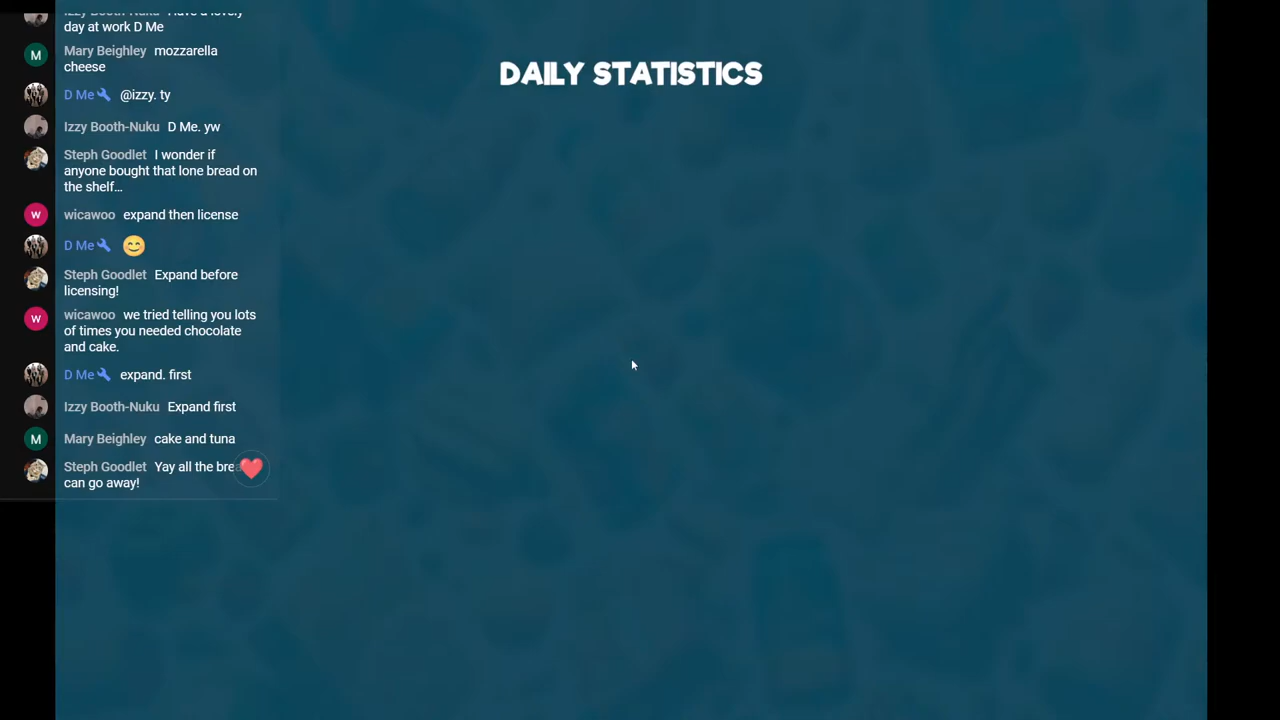 Izzy Booth-Nuku Have a lovely
day at work D Me
DAILY STATISTICS
M Mary Beighley mozzarella
cheese
D Me @izzy. ty
Izzy Booth-Nuku D Me. yw
Steph Goodlet I wonder if
anyone bought that lone bread on
the shelf...
w wicawoo expand then license
D Me 😊
Steph Goodlet Expand before
licensing!
w wicawoo we tried telling you lots
of times you needed chocolate
and cake.
D Me expand. first
Izzy Booth-Nuku Expand first
M Mary Beighley cake and tuna
Steph Goodlet Yay all the
can go away!